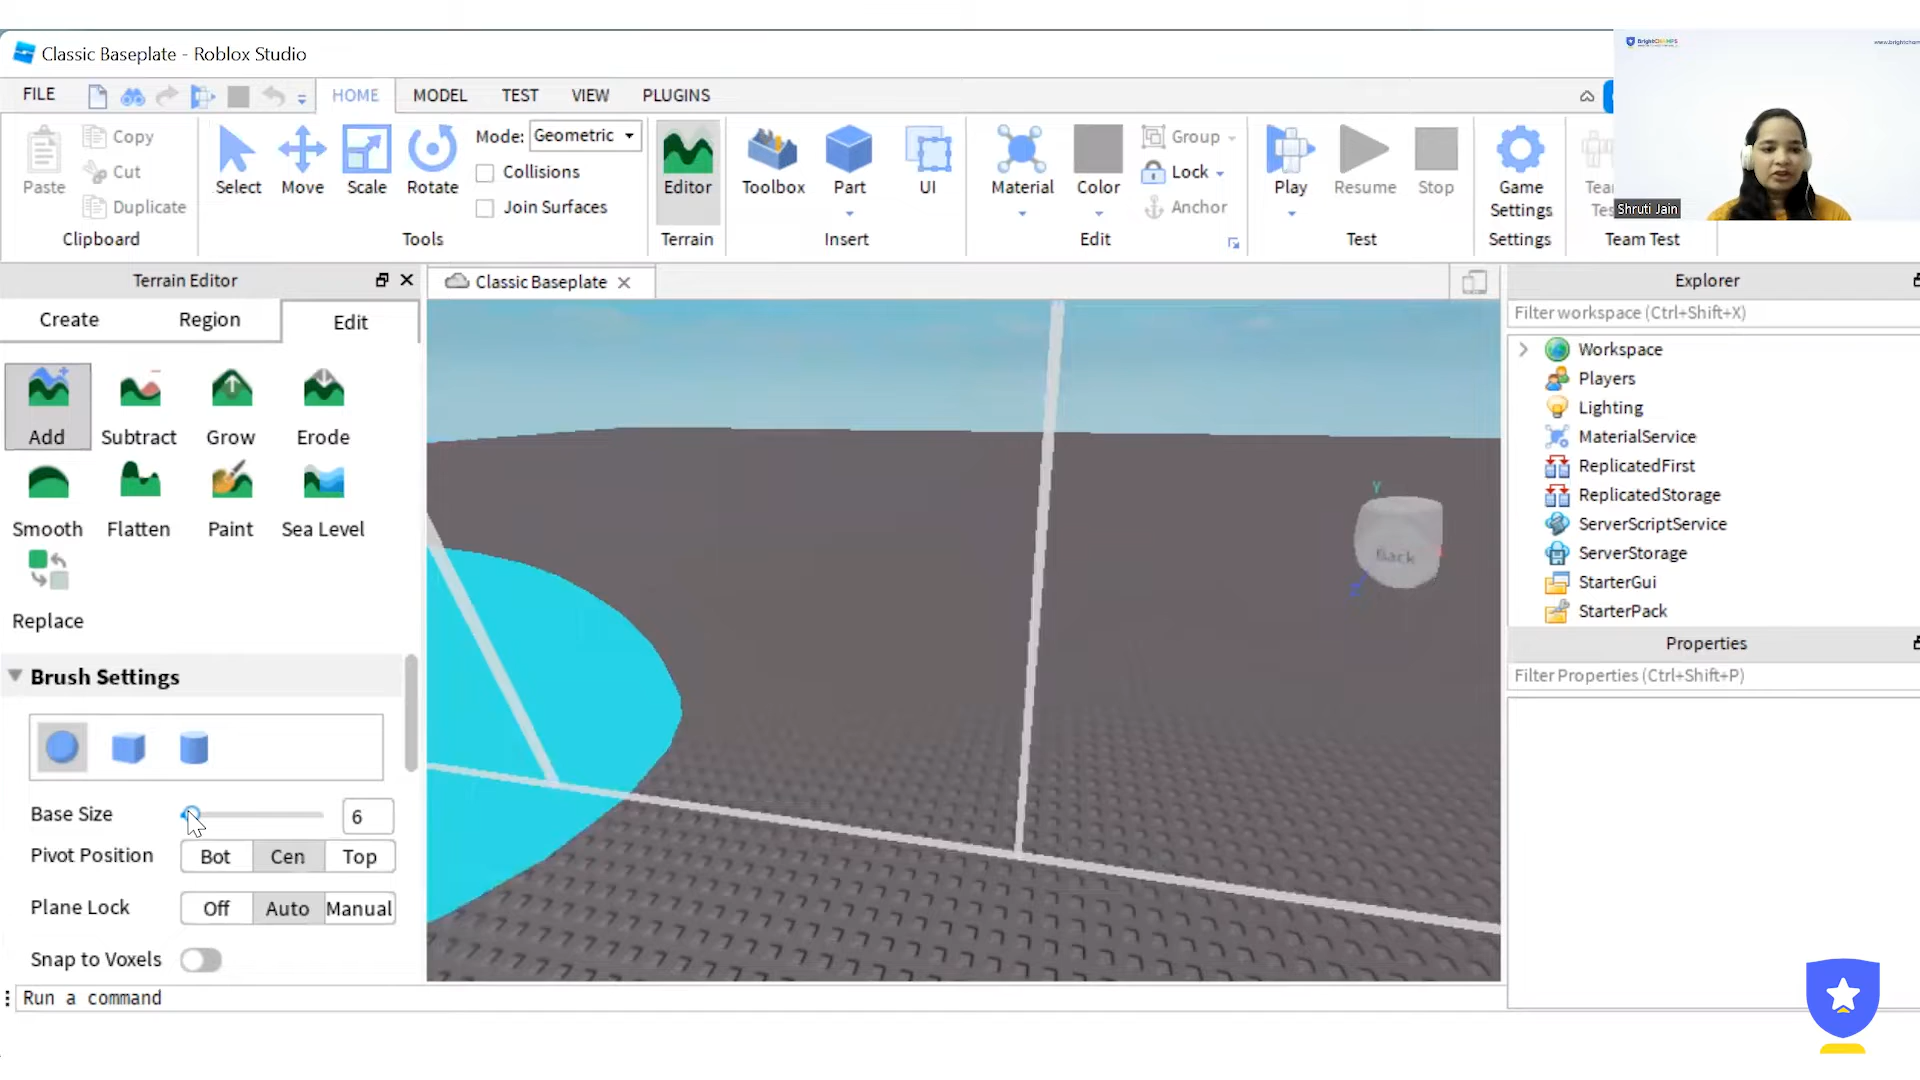 Classic Baseplate - Roblox Studio
BrightCHAMPS
www.brightcham
FILE HOME MODEL TEST VIEW PLUGINS
Paste Copy Cut Duplicate
Clipboard
Select Move Scale Rotate
Mode: Geometric
Collisions
Join Surfaces
Tools
Editor
Terrain
Toolbox Part UI
Insert
Material Color Group Lock Anchor
Edit
Play Resume Stop
Test
Game Settings
Settings
Team Test
Shruti Jain
Terrain Editor
Create Region Edit
Add Subtract Grow Erode
Smooth Flatten Paint Sea Level
Replace
Brush Settings
Base Size 6
Pivot Position Bot Cen Top
Plane Lock Off Auto Manual
Snap to Voxels
Run a command
Classic Baseplate
Y
Back
Z
Explorer
Filter workspace (Ctrl+Shift+X)
Workspace
Players
Lighting
MaterialService
ReplicatedFirst
ReplicatedStorage
ServerScriptService
ServerStorage
StarterGui
StarterPack
Properties
Filter Properties (Ctrl+Shift+P)